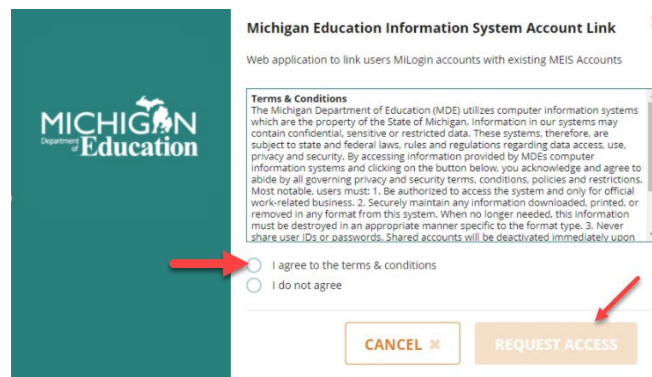 Michigan Education Information System Account Link
Web application to link users MiLogin accounts with existing MEIS Accounts
MICHIGAN
Department of Education
Terms & Conditions
The Michigan Department of Education (MDE) utilizes computer information systems
which are the property of the State of Michigan. Information in our systems may
contain confidential, sensitive or restricted data. These systems, therefore, are
subject to state and federal laws, rules and regulations regarding data access, use,
privacy and security. By accessing information provided by MDEs computer
information systems and clicking on the button below, you acknowledge and agree to
abide by all governing privacy and security terms, conditions, policies and restrictions.
Most notable, users must: 1. Be authorized to access the system and only for official
work-related business. 2. Securely maintain any information downloaded, printed, or
removed in any format from this system. When no longer needed, this information
must be destroyed in an appropriate manner specific to the format type. 3. Never
share user IDs or passwords. Shared accounts will be deactivated immediately upon
I agree to the terms & conditions
I do not agree
CANCEL ✖
REQUEST ACCESS